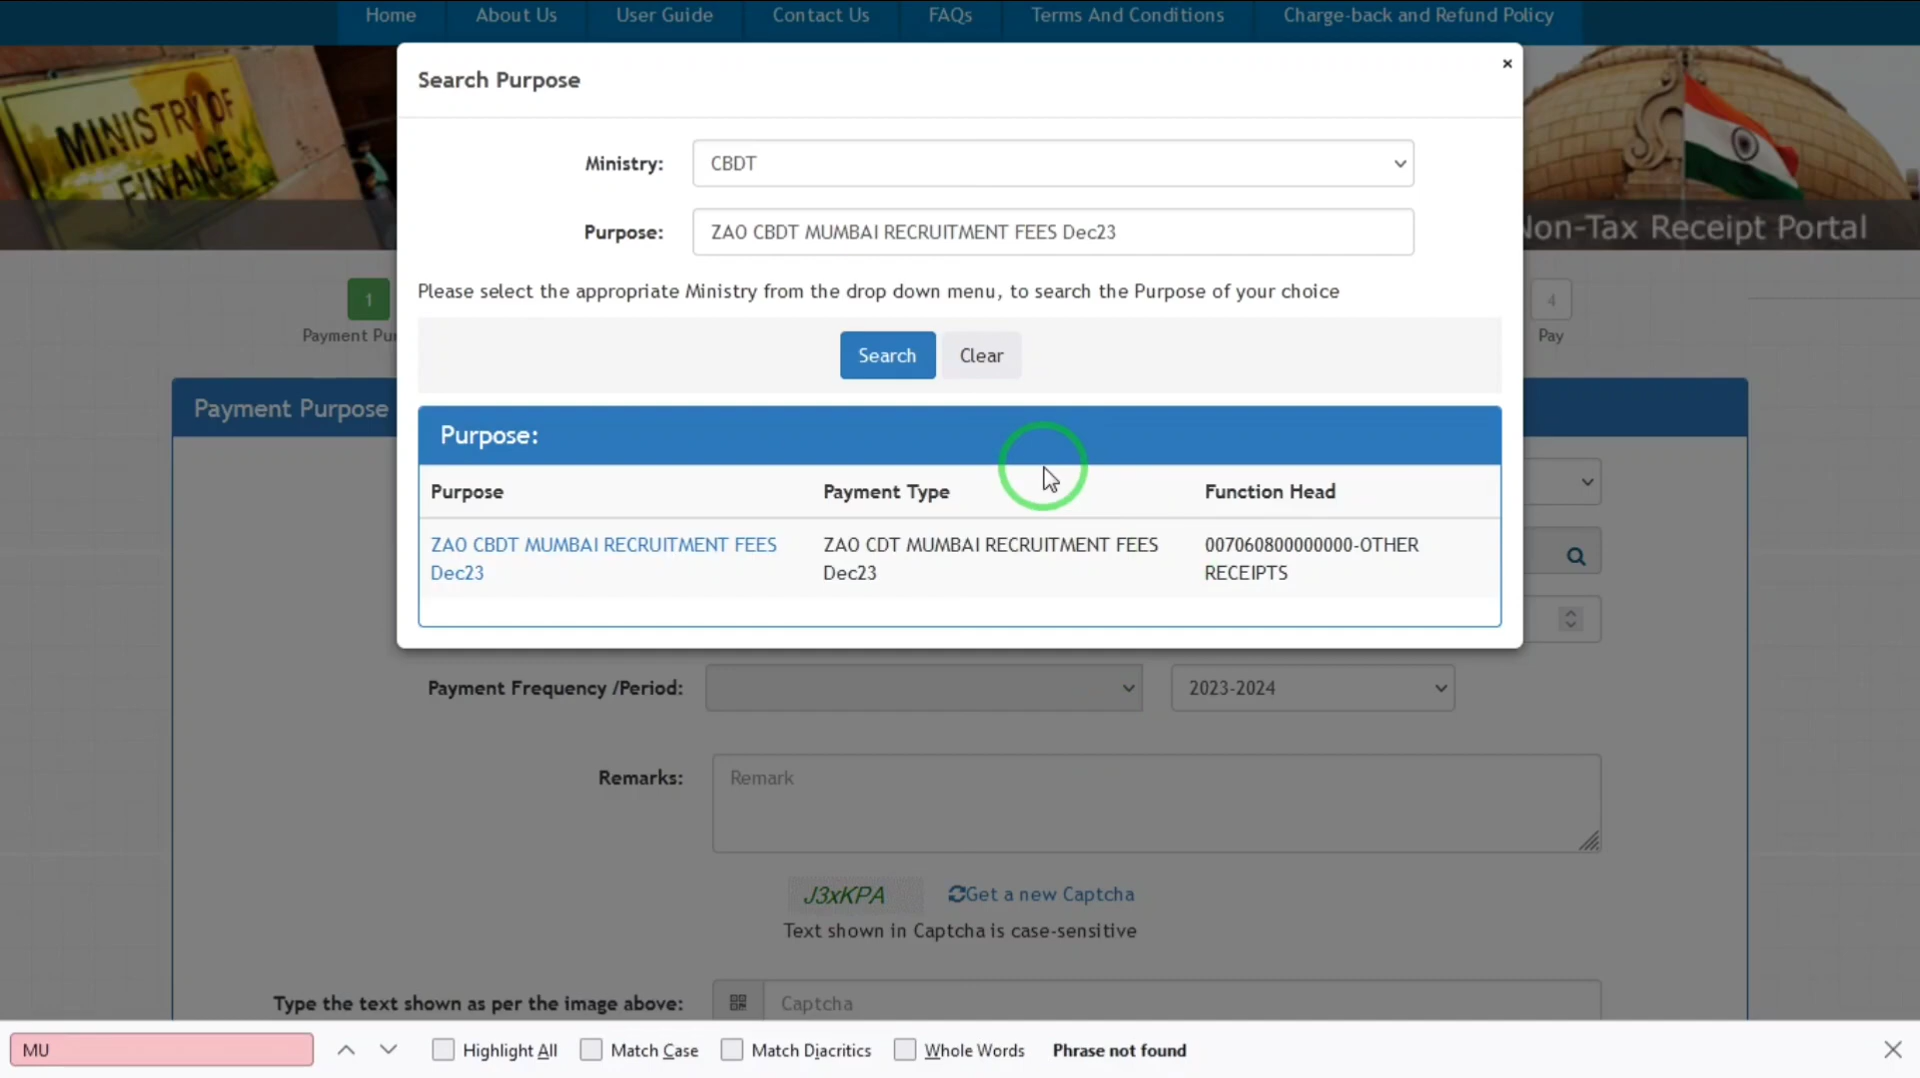 Home About Us User Guide Contact Us FAQs Terms And Conditions Charge-back and Refund Policy
MINISTRY OF
FINANCE
Non-Tax Receipt Portal
Search Purpose ×
Ministry: CBDT
Purpose: ZAO CBDT MUMBAI RECRUITMENT FEES Dec23
Please select the appropriate Ministry from the drop down menu, to search the Purpose of your choice
1
Payment Pu
4
Pay
Search Clear
Payment Purpose
Purpose:
Purpose Payment Type Function Head
ZAO CBDT MUMBAI RECRUITMENT FEES
Dec23
ZAO CDT MUMBAI RECRUITMENT FEES
Dec23
007060800000000-OTHER
RECEIPTS
Payment Frequency /Period: 2023-2024
Remarks: Remark
J3xKPA Get a new Captcha
Text shown in Captcha is case-sensitive
Type the text shown as per the image above: Captcha
MU Highlight All Match Case Match Diacritics Whole Words Phrase not found